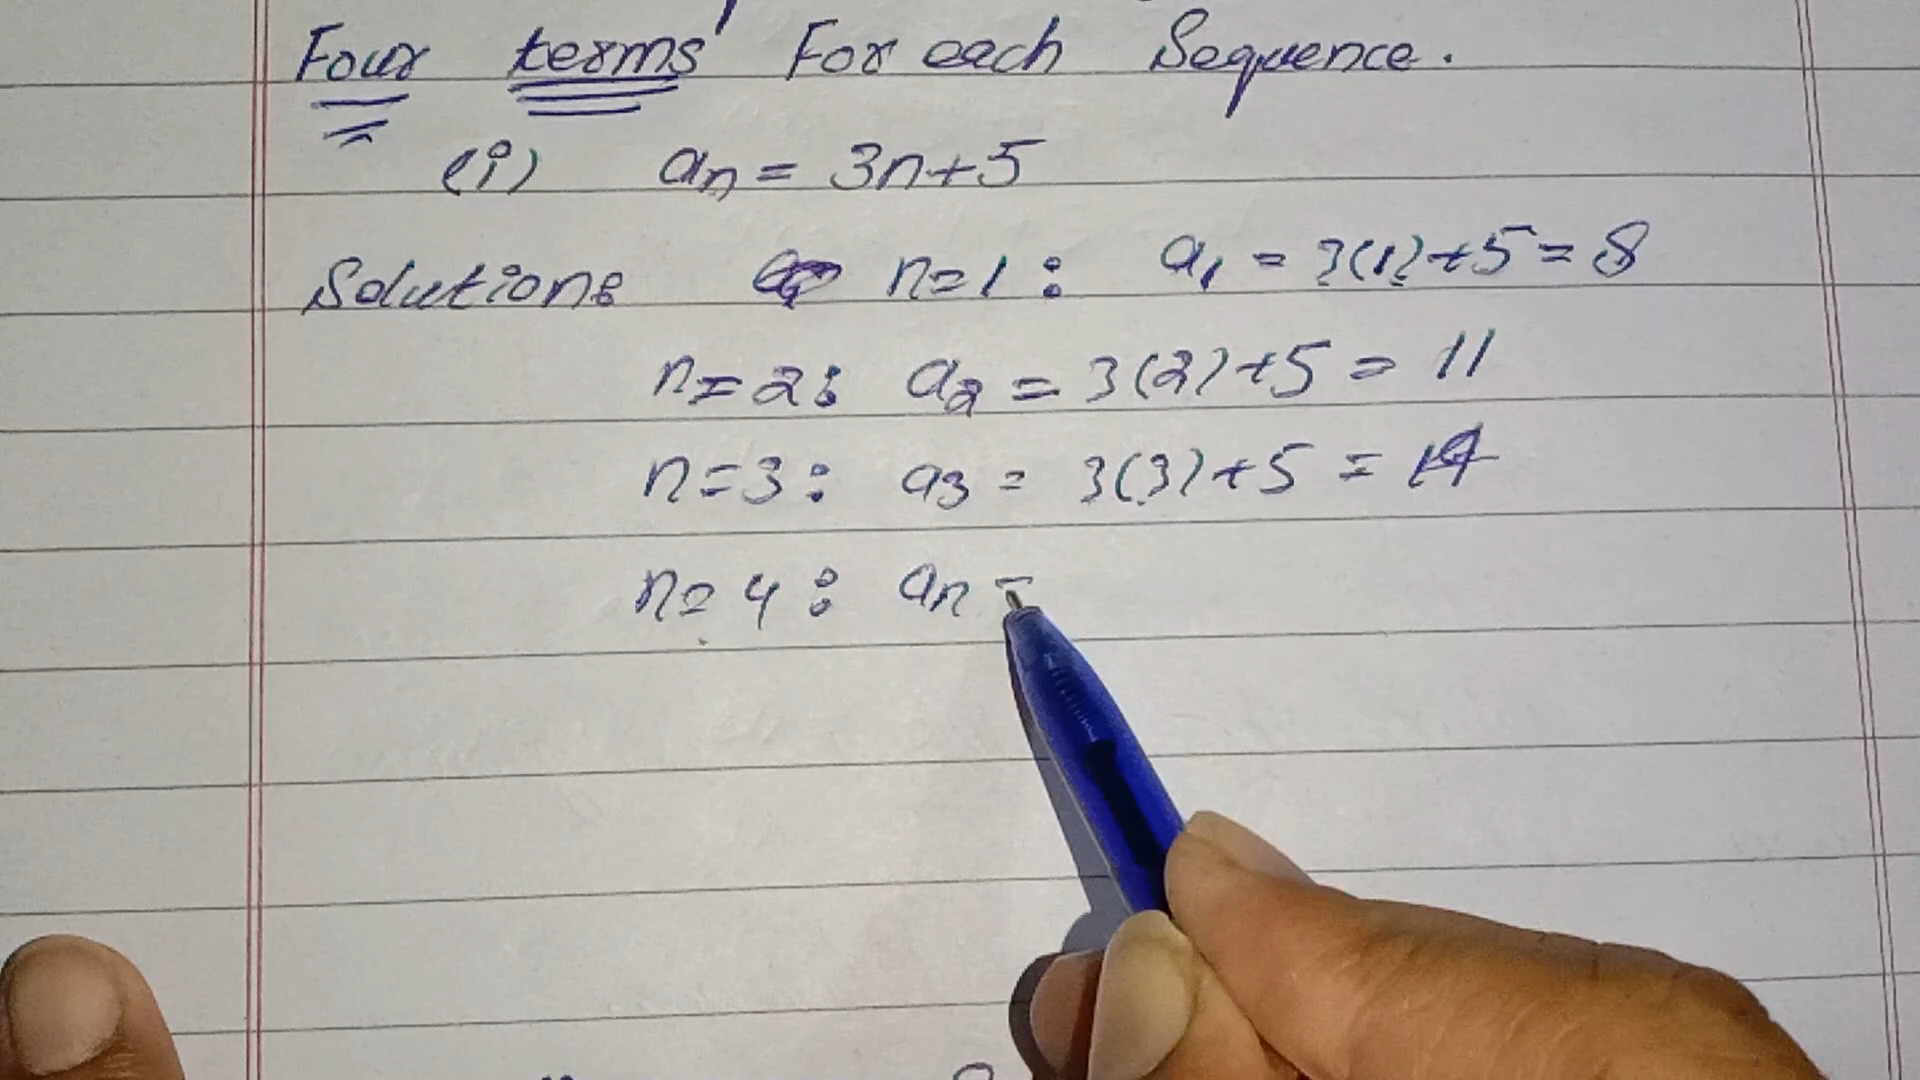 Four terms For each Sequence.
(i) an = 3n+5
Solution: n=1: a1 = 3(1)+5=8
n=2: a2 = 3(2)+5 = 11
n=3: a3 = 3(3)+5 = 14
n=4: an =